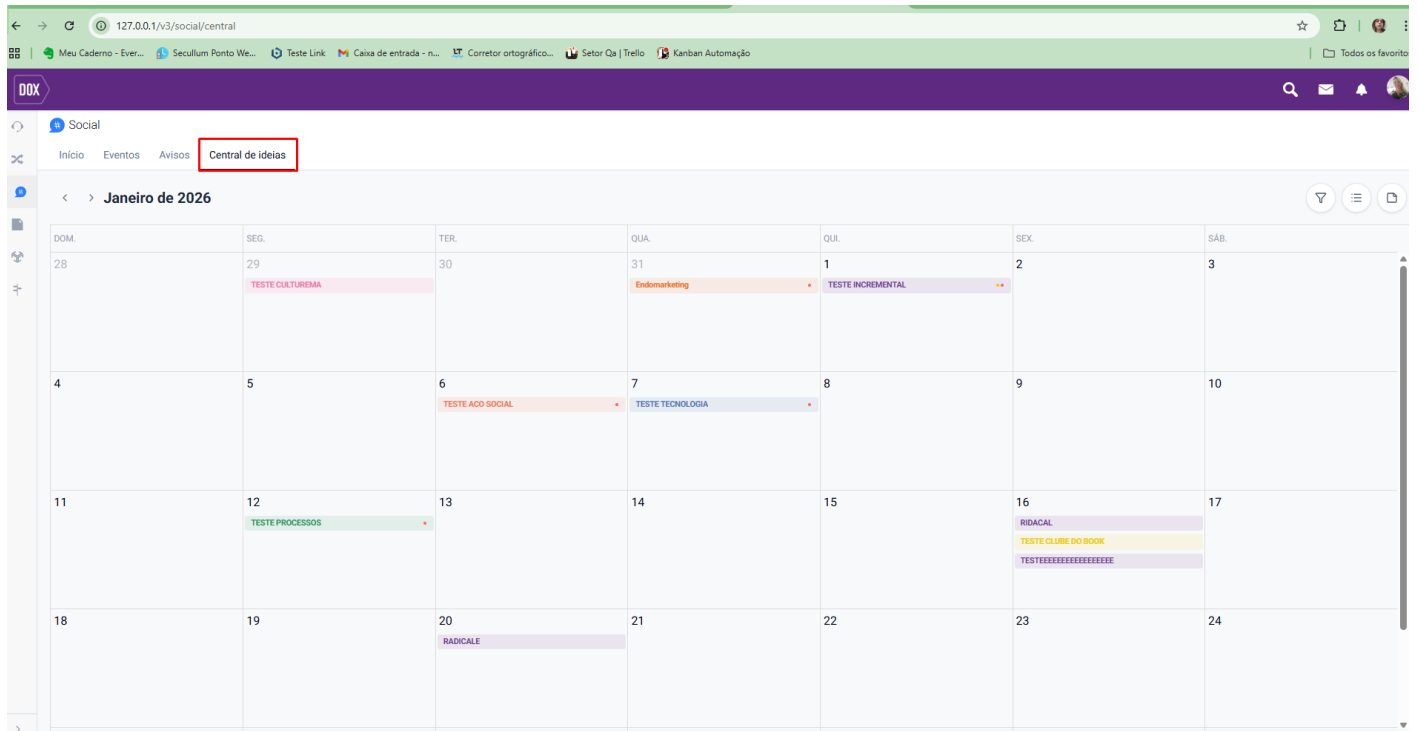 127.0.0.1/v3/social/central
Meu Caderno - Ever... Secullum Ponto We... Teste Link Caixa de entrada - n... LT Corretor ortográfico... Setor Qa | Trello Kanban Automação Todos os favorito
DOX
# Social
Início Eventos Avisos Central de ideias
Janeiro de 2026
DOM. SEG. TER. QUA. QUI. SEX. SÁB.
28 29 30 31 1 2 3
TESTE CULTUREMA Endomarketing TESTE INCREMENTAL
4 5 6 7 8 9 10
TESTE ACO SOCIAL TESTE TECNOLOGIA
11 12 13 14 15 16 17
TESTE PROCESSOS RIDACAL
TESTE CLUBE DO BOOK
TESTEEEEEEEEEEEEEEEEE
18 19 20 21 22 23 24
RADICALE